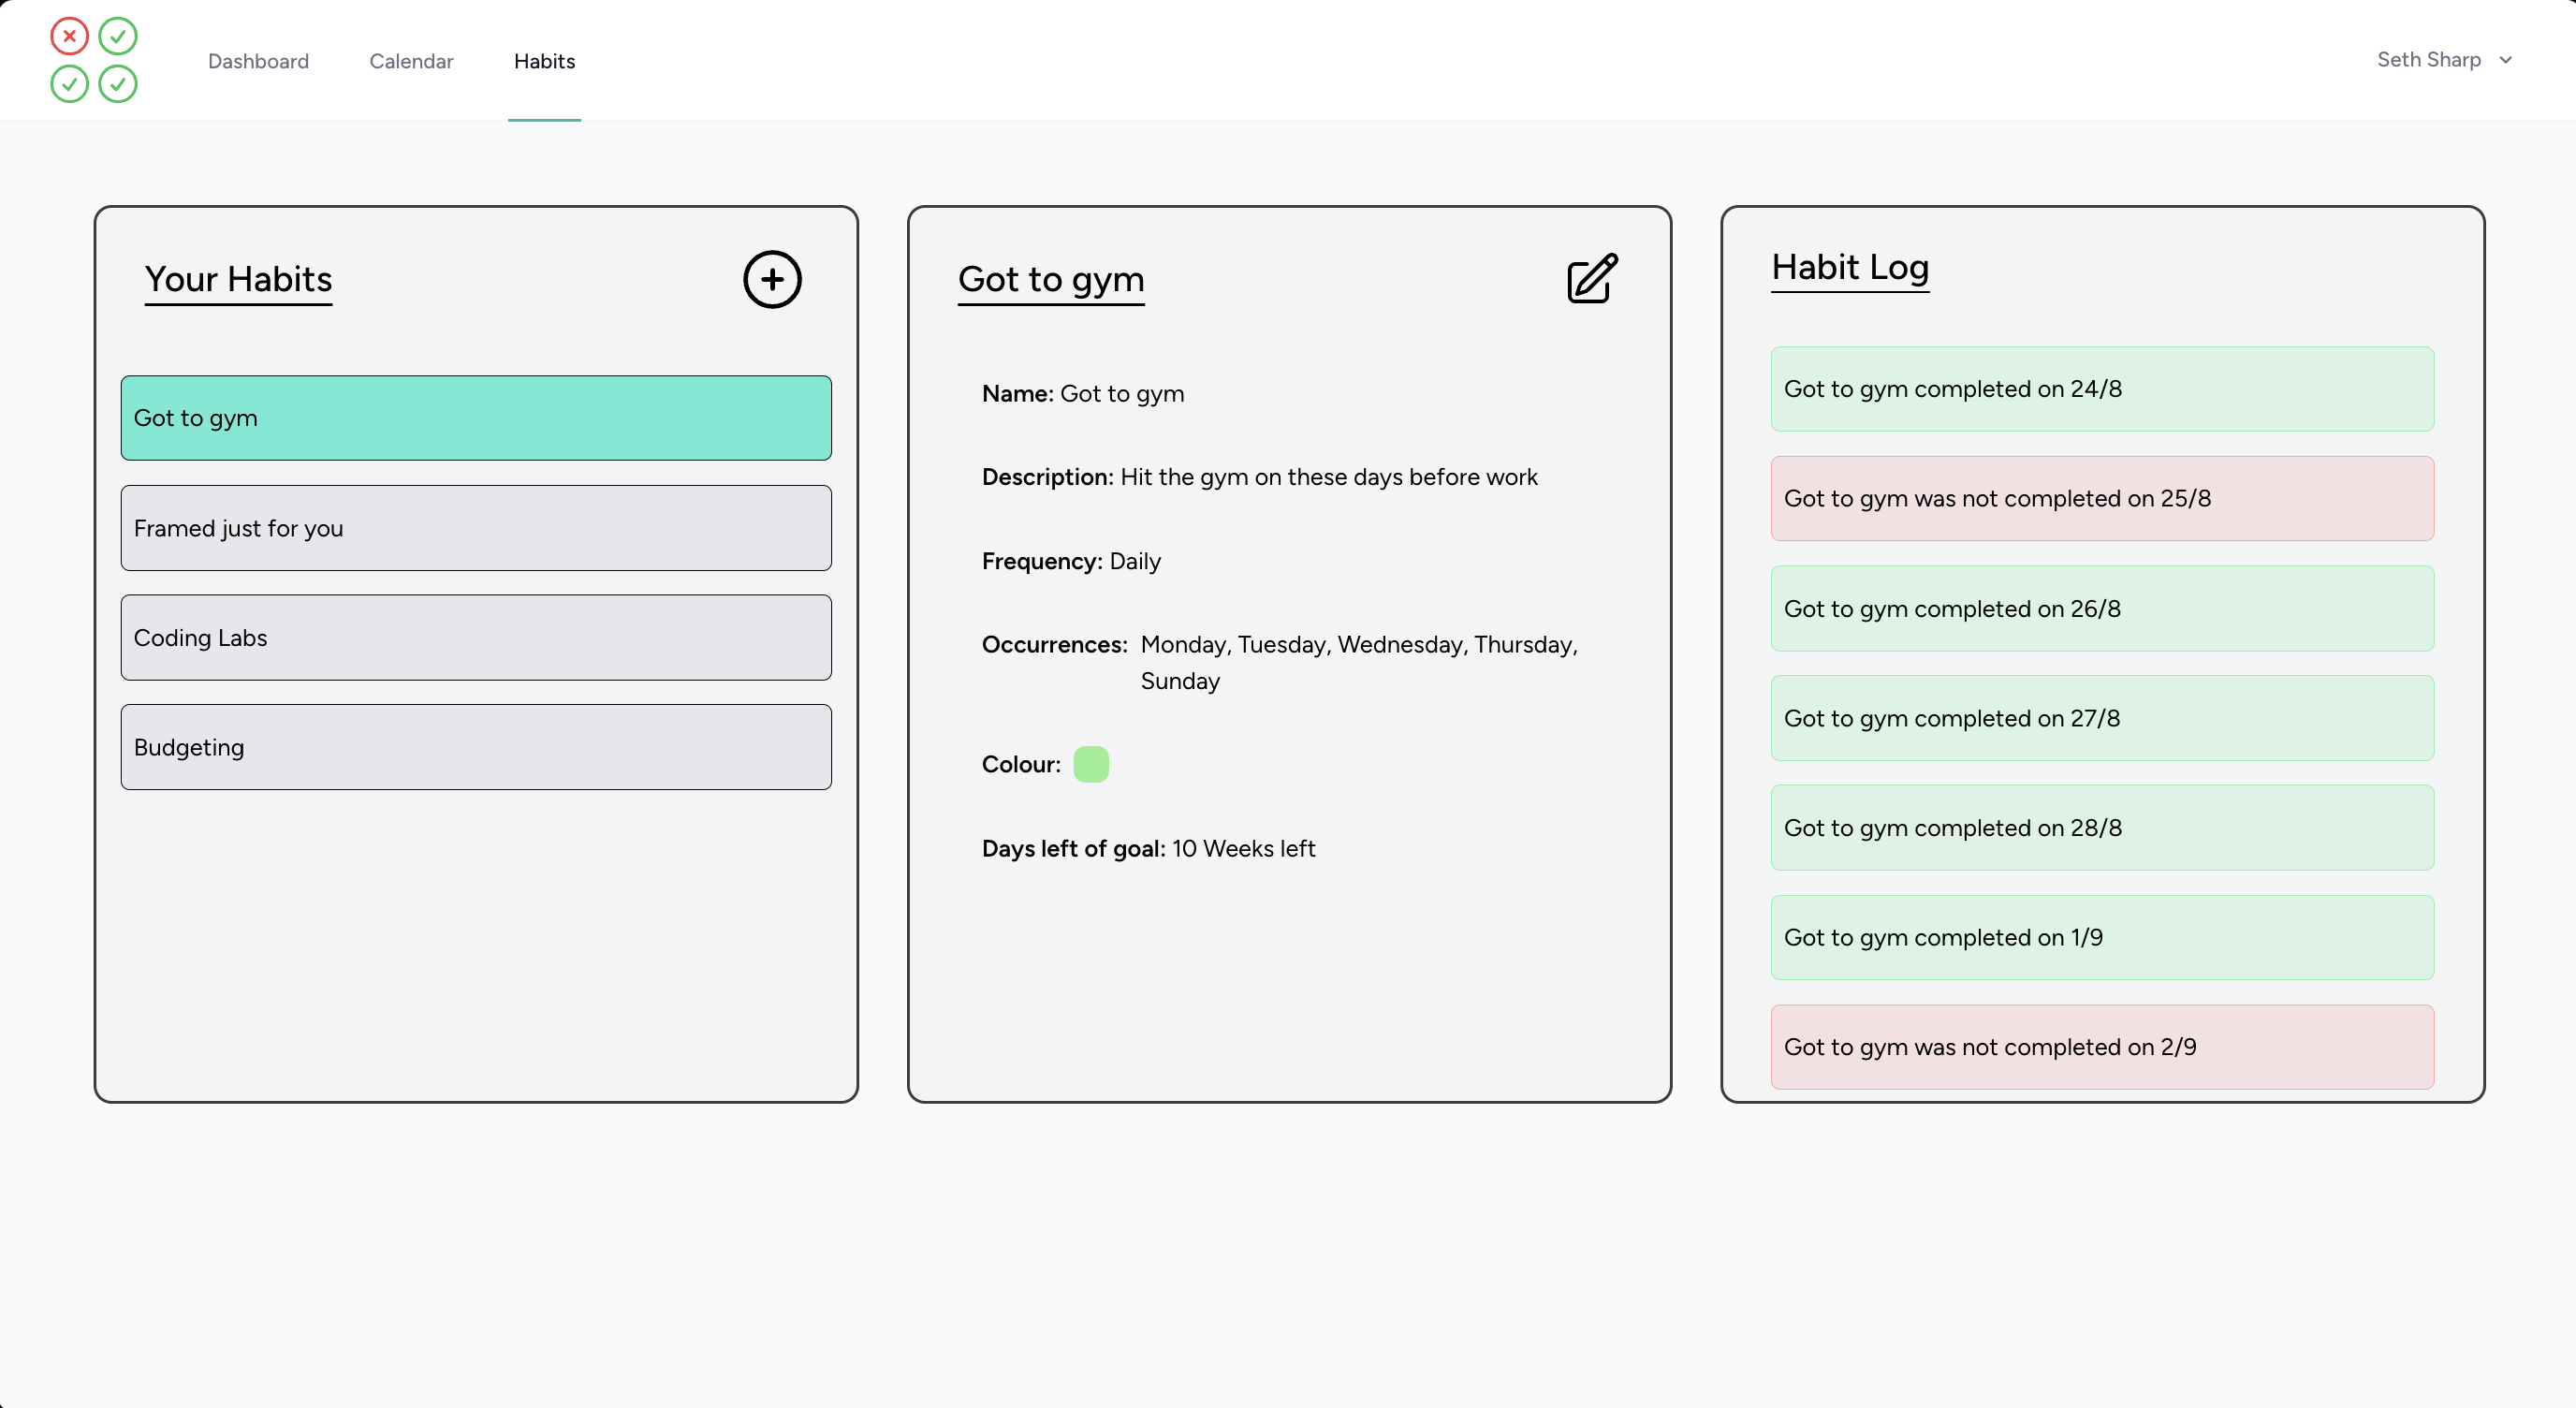 Dashboard
Calendar
Habits
Seth Sharp
Your Habits
Got to gym
Framed just for you
Coding Labs
Budgeting
Got to gym
Name: Got to gym
Description: Hit the gym on these days before work
Frequency: Daily
Occurrences: Monday, Tuesday, Wednesday, Thursday,
Sunday
Colour:
Days left of goal: 10 Weeks left
Habit Log
Got to gym completed on 24/8
Got to gym was not completed on 25/8
Got to gym completed on 26/8
Got to gym completed on 27/8
Got to gym completed on 28/8
Got to gym completed on 1/9
Got to gym was not completed on 2/9